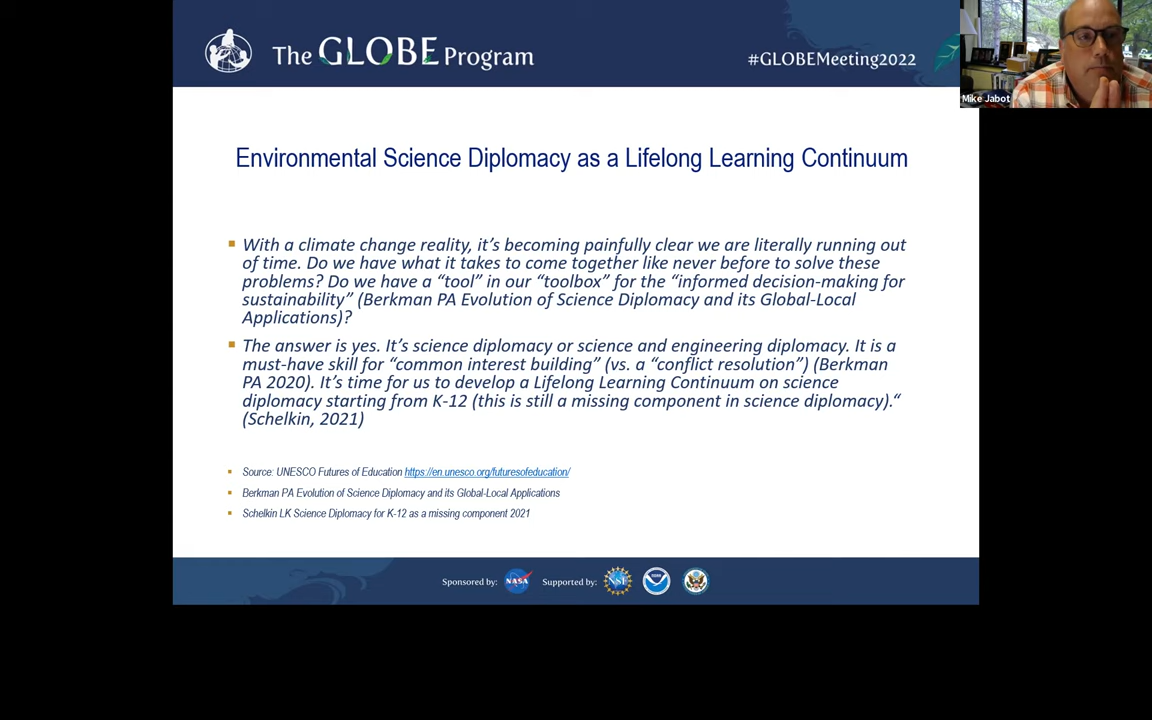 The GLOBE Program
#GLOBEMeeting2022
Mike Jabot
Environmental Science Diplomacy as a Lifelong Learning Continuum
With a climate change reality, it’s becoming painfully clear we are literally running out
of time. Do we have what it takes to come together like never before to solve these
problems? Do we have a “tool” in our “toolbox” for the “informed decision-making for
sustainability” (Berkman PA Evolution of Science Diplomacy and its Global-Local
Applications)?
The answer is yes. It’s science diplomacy or science and engineering diplomacy. It is a
must-have skill for “common interest building” (vs. a “conflict resolution”) (Berkman
PA 2020). It’s time for us to develop a Lifelong Learning Continuum on science
diplomacy starting from K-12 (this is still a missing component in science diplomacy).“
(Schelkin, 2021)
Source: UNESCO Futures of Education https://en.unesco.org/futuresofeducation/
Berkman PA Evolution of Science Diplomacy and its Global-Local Applications
Schelkin LK Science Diplomacy for K-12 as a missing component 2021
Sponsored by: NASA Supported by: NSF NOAA